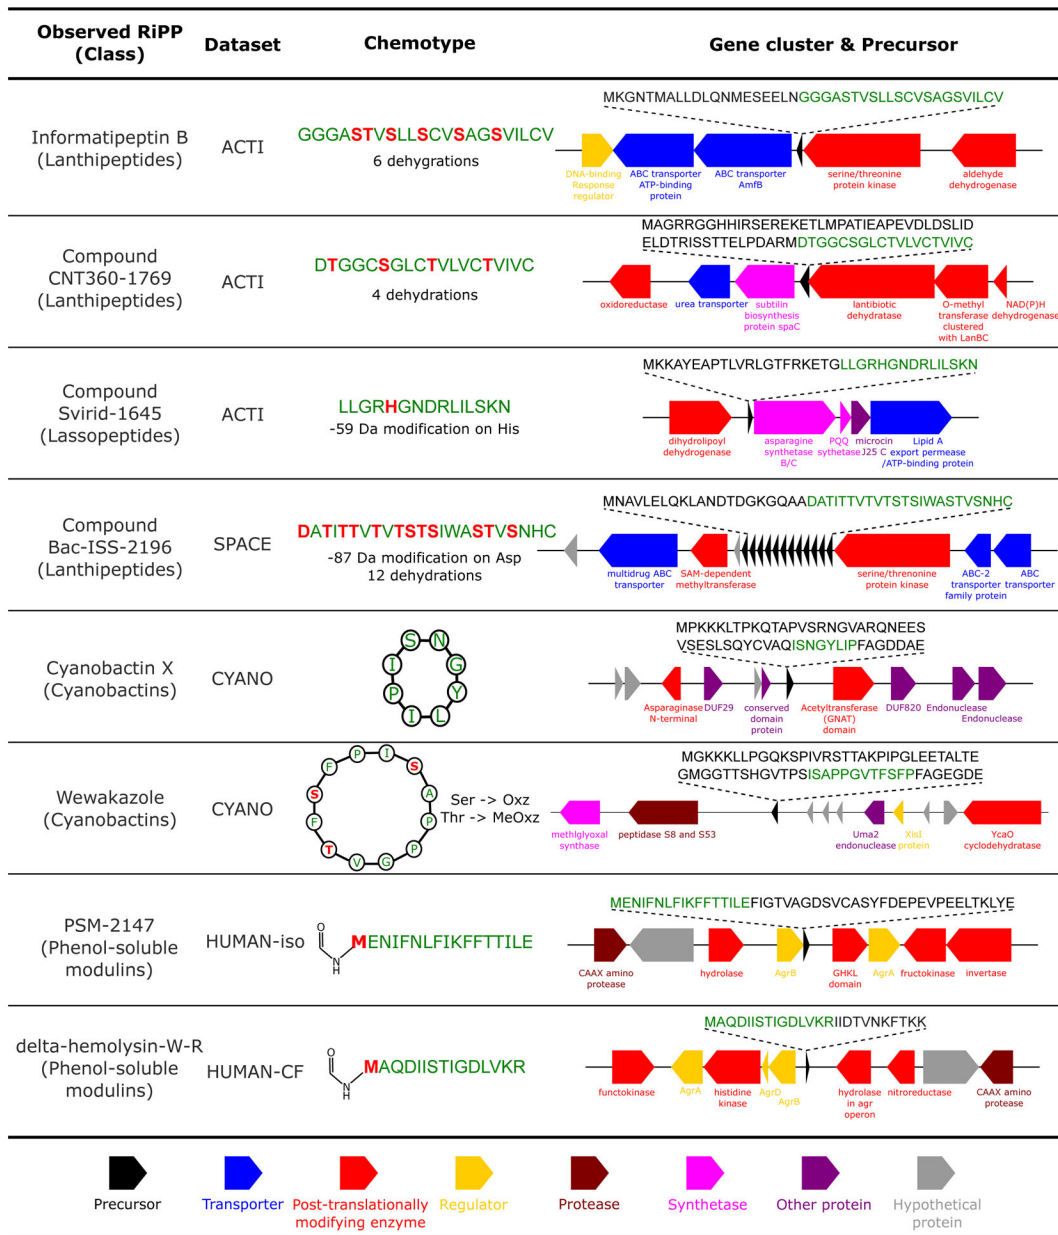 Observed RiPP
(Class)
Dataset
Chemotype
Gene cluster & Precursor
Informatipeptin B
(Lanthipeptides)
ACTI
GGGASTVSLLSCVSAGSVILCV
6 dehygrations
MKGNTMALLDLQNMESEELNGGGASTVSLLSCVSAGSVILCV
DNA-binding
Response
regulator
ABC transporter
ATP-binding
protein
ABC transporter
AmfB
serine/threonine
protein kinase
aldehyde
dehydrogenase
Compound
CNT360-1769
(Lanthipeptides)
ACTI
DTGGCSGLCTVLVCTVIVC
4 dehydrations
MAGRRGGHHIRSEREKETLMPATIEAPEVDLDSLID
ELDTRISSTTELPDARMDTGGCSGLCTVLVCTVIVC
oxidoreductase
urea transporter
subtilin
biosynthesis
protein spaC
lantibiotic
dehydratase
O-methyl
transferase
clustered
with LanBC
NAD(P)H
dehydrogenase
Compound
Svirid-1645
(Lassopeptides)
ACTI
LLGRHGNDRLILSKN
-59 Da modification on His
MKKAYEAPTLVRLGTFRKETGLLGRHGNDRLILSKN
dihydrolipoyl
dehydrogenase
asparagine
synthetase
B/C
PQQ
sythetase
microcin
J25 C
Lipid A
export permease
/ATP-binding protein
Compound
Bac-ISS-2196
(Lanthipeptides)
SPACE
DATITTVTVTSTSIWASTVSNHC
-87 Da modification on Asp
12 dehydrations
MNAVLELQKLANDTDGKGQAADATITTVTVTSTSIWASTVSNHC
multidrug ABC
transporter
SAM-dependent
methyltransferase
serine/threnonine
protein kinase
ABC-2
transporter
family protein
ABC
transporter
Cyanobactin X
(Cyanobactins)
CYANO
S
N
G
Y
L
I
P
I
MPKKKLTPKQTAPVSRNGVARQNEES
VSESLSQYCVAQISNGYLIPFAGDDAE
Asparaginase
N-terminal
DUF29
conserved
domain
protein
Acetyltransferase
(GNAT)
domain
DUF820
Endonuclease
Endonuclease
Wewakazole
(Cyanobactins)
CYANO
I
S
A
P
P
G
V
T
F
S
F
P
Ser -> Oxz
Thr -> MeOxz
MGKKKLLPGQKSPIVRSTTAKPIPGLEETALTE
GMGGTTSHGVTPSISAPPGVTFSFPFAGEGDE
methlglyoxal
synthase
peptidase S8 and S53
Uma2
endonuclease
XisI
protein
YcaO
cyclodehydratase
PSM-2147
(Phenol-soluble
modulins)
HUMAN-iso
O
N
H
MENIFNLFIKFFTTILE
MENIFNLFIKFFTTILEFIGTVAGDSVCASYFDEPEVPEELTKLYE
CAAX amino
protease
hydrolase
AgrB
GHKL
domain
AgrA
fructokinase
invertase
delta-hemolysin-W-R
(Phenol-soluble
modulins)
HUMAN-CF
O
N
H
MAQDIISTIGDLVKR
MAQDIISTIGDLVKRIIDTVNKFTKK
functokinase
AgrA
histidine
kinase
AgrD
AgrB
hydrolase
in agr
operon
nitroreductase
CAAX amino
protease
Precursor
Transporter
Post-translationally
modifying enzyme
Regulator
Protease
Synthetase
Other protein
Hypothetical
protein